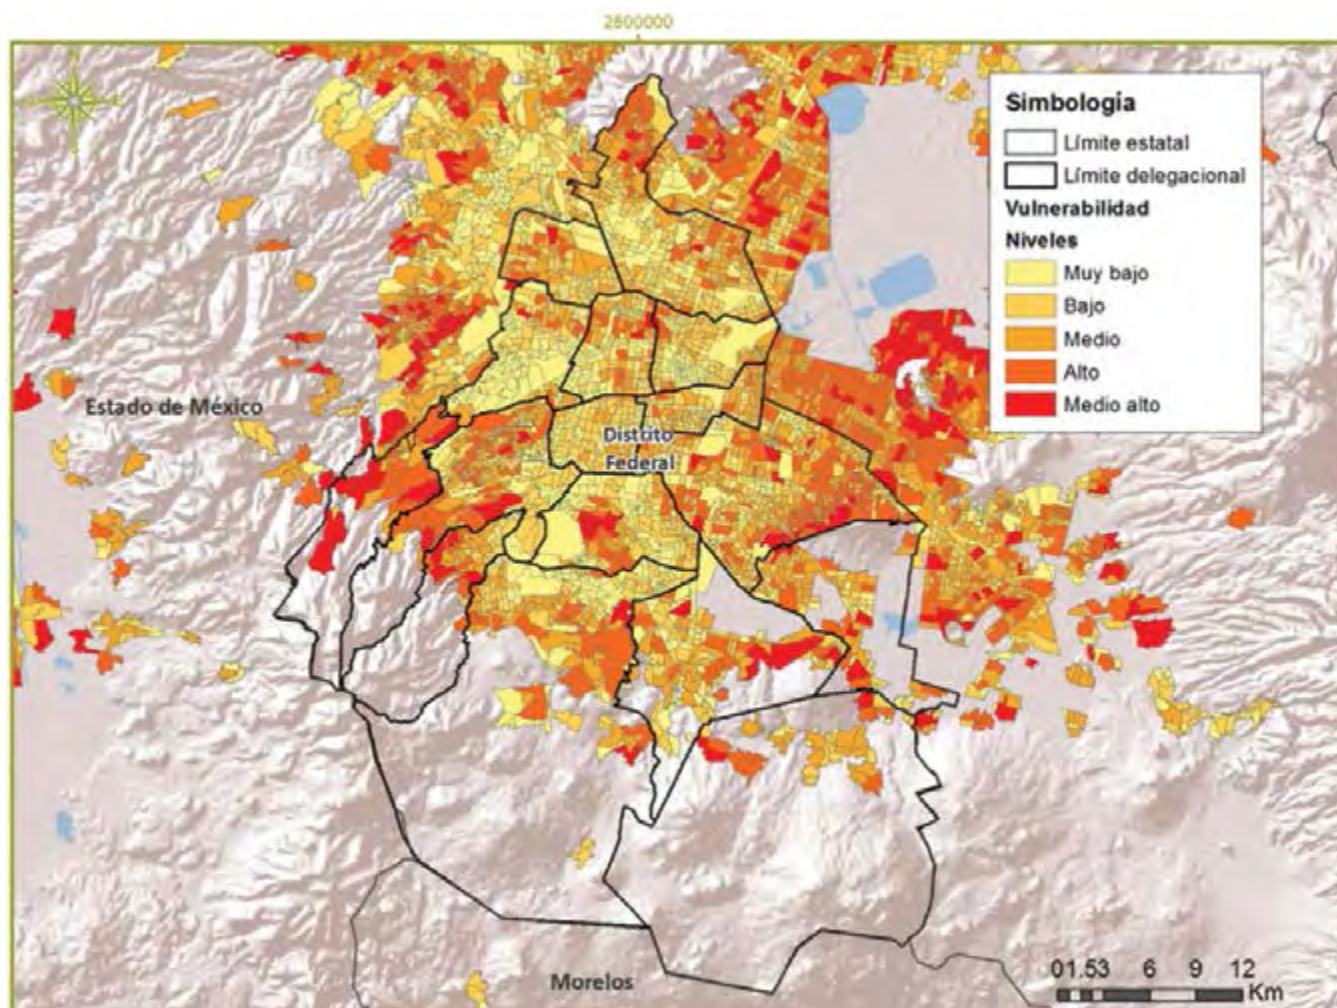 2800000
Simbología
Límite estatal
Límite delegacional
Vulnerabilidad
Niveles
Muy bajo
Bajo
Medio
Alto
Medio alto
Estado de México
Distrito
Federal
Morelos
01.53 6 9 12
Km